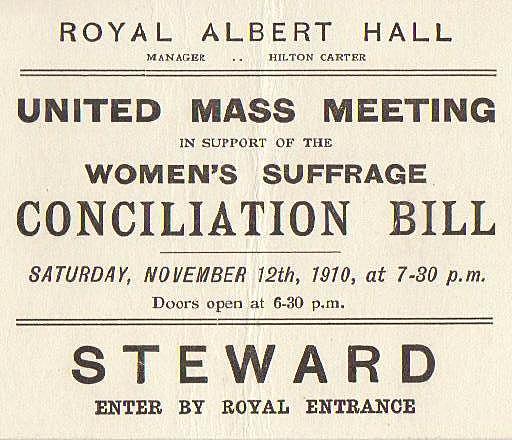 ROYAL ALBERT HALL
MANAGER .. HILTON CARTER
UNITED MASS MEETING
IN SUPPORT OF THE
WOMEN'S SUFFRAGE
CONCILIATION BILL
SATURDAY, NOVEMBER 12th, 1910, at 7-30 p.m.
Doors open at 6-30 p.m.
STEWARD
ENTER BY ROYAL ENTRANCE